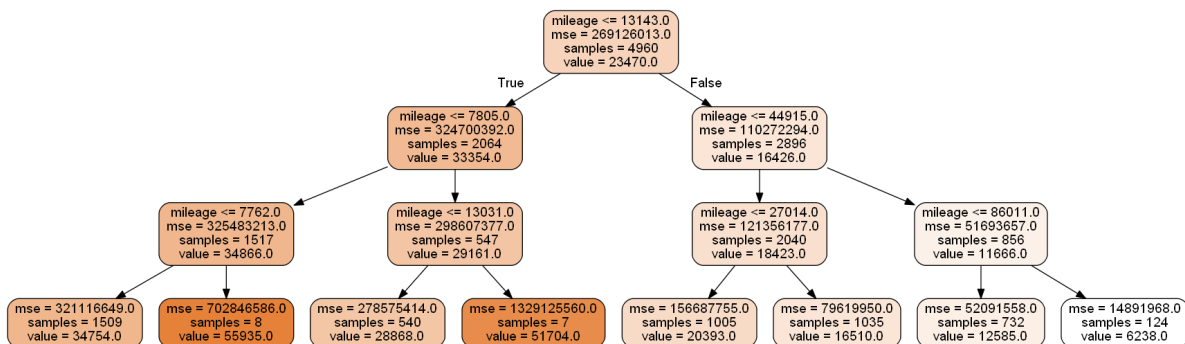 mileage <= 13143.0
mse = 269126013.0
samples = 4960
value = 23470.0
True
False
mileage <= 7805.0
mse = 324700392.0
samples = 2064
value = 33354.0
mileage <= 44915.0
mse = 110272294.0
samples = 2896
value = 16426.0
mileage <= 7762.0
mse = 325483213.0
samples = 1517
value = 34866.0
mileage <= 13031.0
mse = 298607377.0
samples = 547
value = 29161.0
mileage <= 27014.0
mse = 121356177.0
samples = 2040
value = 18423.0
mileage <= 86011.0
mse = 51693657.0
samples = 856
value = 11666.0
mse = 321116649.0
samples = 1509
value = 34754.0
mse = 702846586.0
samples = 8
value = 55935.0
mse = 278575414.0
samples = 540
value = 28868.0
mse = 1329125560.0
samples = 7
value = 51704.0
mse = 156687755.0
samples = 1005
value = 20393.0
mse = 79619950.0
samples = 1035
value = 16510.0
mse = 52091558.0
samples = 732
value = 12585.0
mse = 14891968.0
samples = 124
value = 6238.0